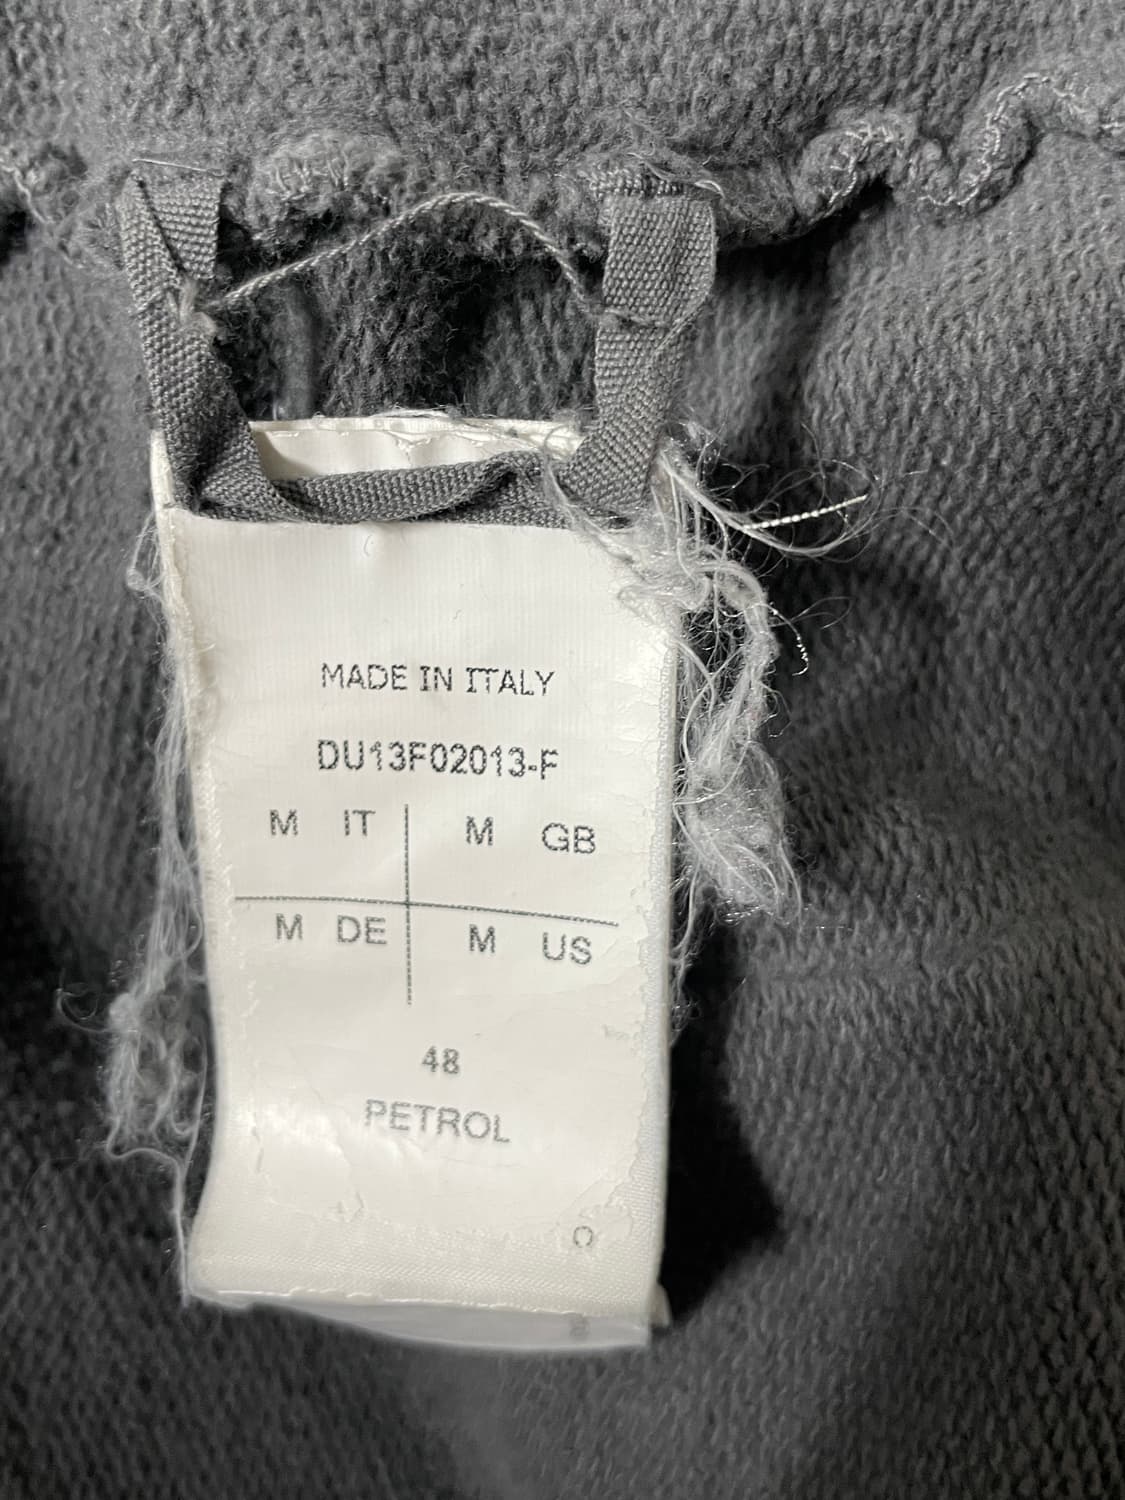 MADE IN ITALY
DU13F02013-F
M IT M GB
M DE M US
48
PETROL
O